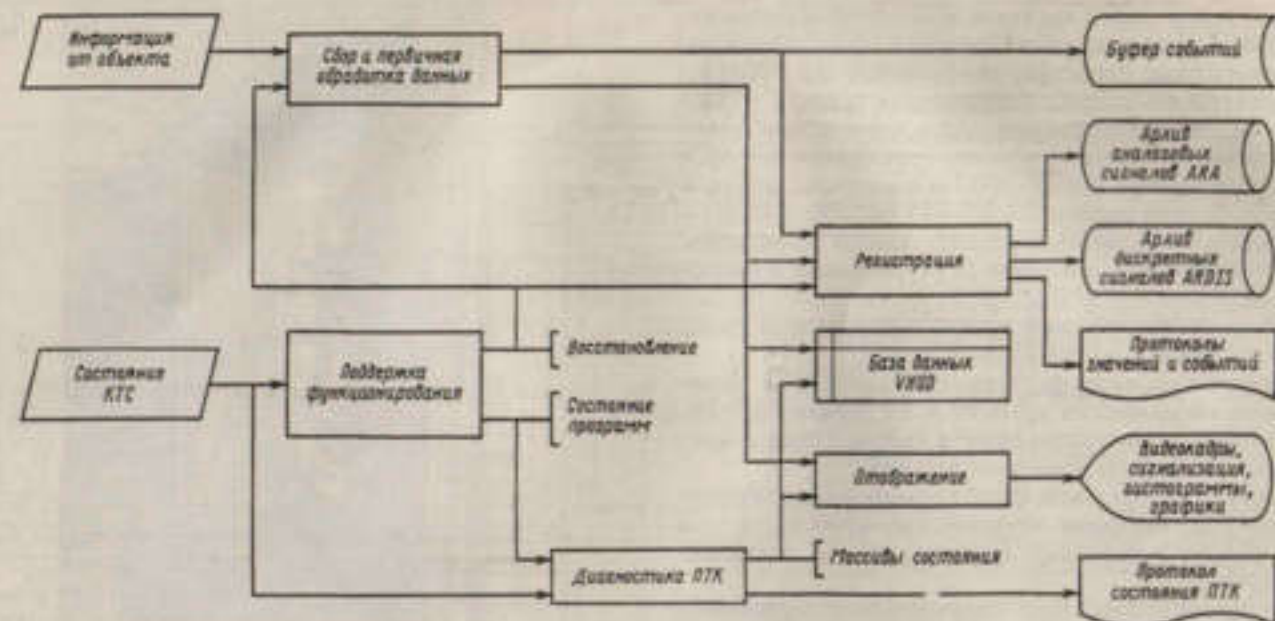 Информация
от объекта
Сбор и первичная
обработка данных
Буфер событий
Архив
аналоговых
сигналов ARA
Регистрация
Архив
дискретных
сигналов ARDIS
Состояние
КТС
Поддержка
функционирования
Восстановление
Состояние
программ
База данных
Протоколы
значений и событий
Отображение
Видеокадры,
сигнализация,
гистограммы,
графики
Диагностика ПТК
Массивы состояния
Протокол
состояния ПТК